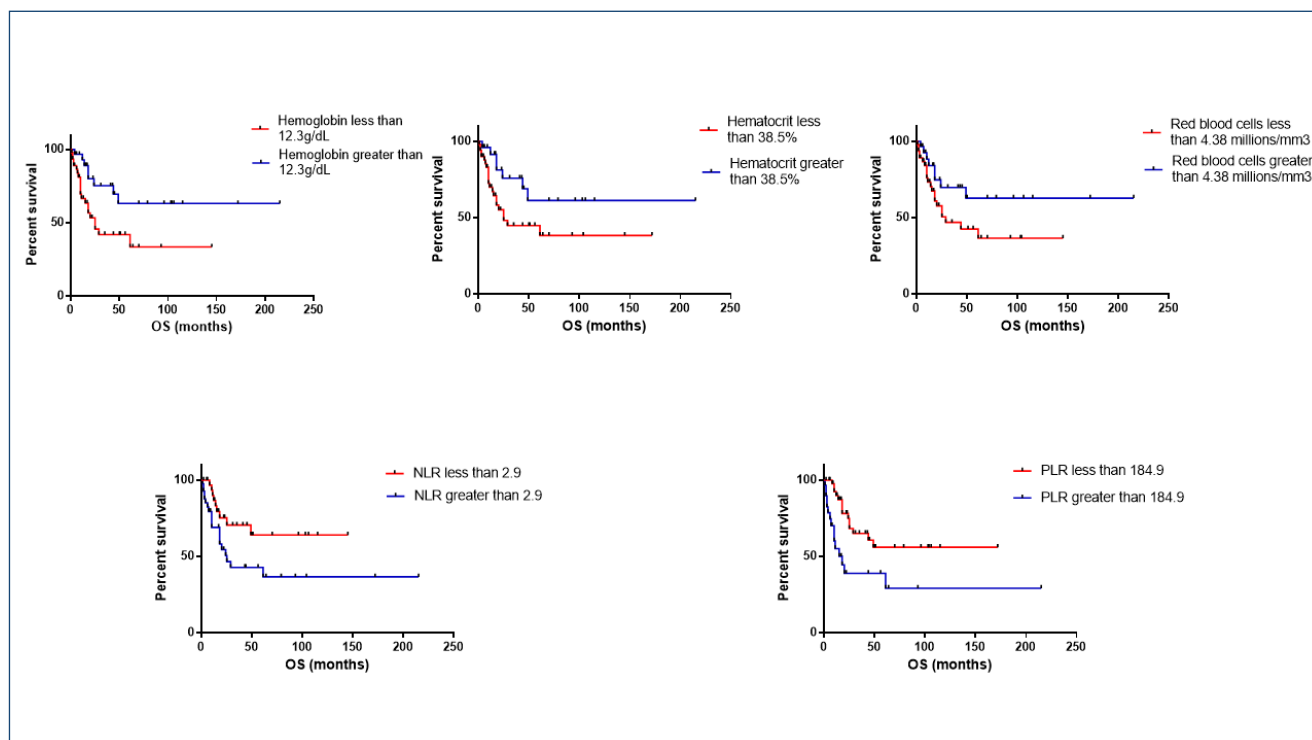 Hemoglobin less than
12.3g/dL
Hemoglobin greater than
12.3g/dL
100
50
0
Percent survival
0 50 100 150 200 250
OS (months)
Hematocrit less
than 38.5%
Hematocrit greater
than 38.5%
100
50
0
Percent survival
0 50 100 150 200 250
OS (months)
Red blood cells less
than 4.38 millions/mm3
Red blood cells greater
than 4.38 millions/mm3
100
50
0
Percent survival
0 50 100 150 200 250
OS (months)
NLR less than 2.9
NLR greater than 2.9
100
50
0
Percent survival
0 50 100 150 200 250
OS (months)
PLR less than 184.9
PLR greater than 184.9
100
50
0
Percent survival
0 50 100 150 200 250
OS (months)